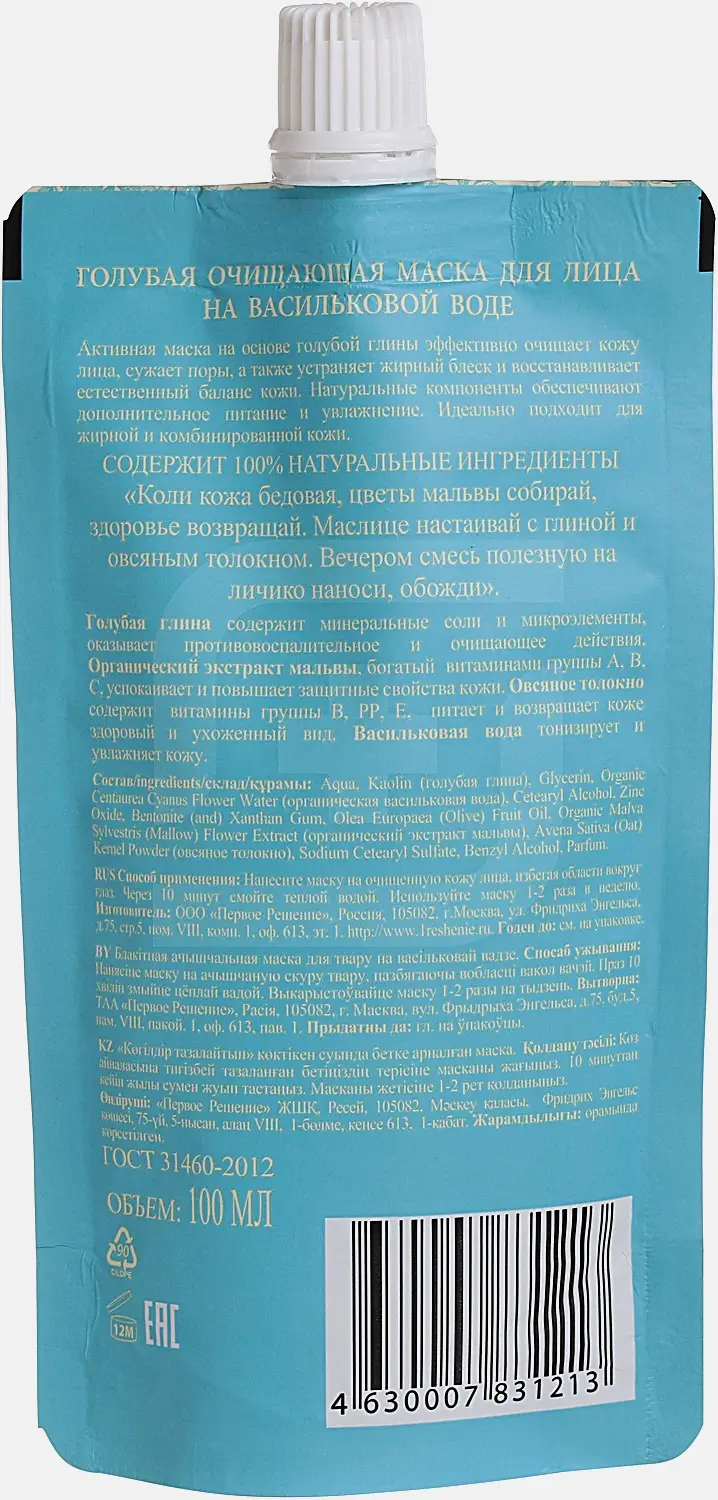 ГОЛУБАЯ ОЧИЩАЮЩАЯ МАСКА ДЛЯ ЛИЦА
НА ВАСИЛЬКОВОЙ ВОДЕ
Активная маска на основе голубой глины эффективно очищает кожу
лица, сужает поры, а также устраняет жирный блеск и восстанавливает
естественный баланс кожи. Натуральные компоненты обеспечивают
дополнительное питание и увлажнение. Идеально подходит для
жирной и комбинированной кожи.
СОДЕРЖИТ 100% НАТУРАЛЬНЫЕ ИНГРЕДИЕНТЫ
«Коли кожа бедовая, цветы мальвы собирай,
здоровье возвращай. Маслице настаивай с глиной и
овсяным толокном. Вечером смесь полезную на
личико наноси, обожди».
Голубая глина содержит минеральные соли и микроэлементы,
оказывает противовоспалительное и очищающее действия.
Органический экстракт мальвы, богатый витаминами группы А, В,
С, успокаивает и повышает защитные свойства кожи. Овсяное толокно
содержит витамины группы В, РР, Е, питает и возвращает коже
здоровый и ухоженный вид. Васильковая вода тонизирует и
увлажняет кожу.
Состав/ingredients/склад/құрамы: Aqua, Kaolin (голубая глина), Glycerin, Organic
Centaurea Cyanus Flower Water (органическая васильковая вода), Cetearyl Alcohol, Zinc
Oxide, Bentonite (and) Xanthan Gum, Olea Europaea (Olive) Fruit Oil, Organic Malva
Sylvestris (Mallow) Flower Extract (органический экстракт мальвы), Avena Sativa (Oat)
Kernel Powder (овсяное толокно), Sodium Cetearyl Sulfate, Benzyl Alcohol, Parfum.
RUS Способ применения: Нанесите маску на очищенную кожу лица, избегая области вокруг
глаз. Через 10 минут смойте теплой водой. Используйте маску 1-2 раза в неделю.
Изготовитель: ООО «Первое Решение», Россия, 105082, г.Москва, ул. Фридриха Энгельса,
д.75, стр.5, пом. VIII, комн. 1, оф. 613, эт. 1. http://www.1reshenie.ru. Годен до: см. на упаковке.
BY Блакітная ачышчальная маска для твару на васільковай вадзе. Спосаб ужывання:
Нанясіце маску на ачышчаную скуру твару, пазбягаючы вобласці вакол вачэй. Праз 10
хвілін змыйце цёплай вадой. Выкарыстоўвайце маску 1-2 разы на тыдзень. Вытворца:
ТАА «Первое Решение», Расія, 105082, г. Масква, вул. Фрыдрыха Энгельса, д.75, буд.5,
пам. VIII, пакой. 1, оф. 613, пав. 1. Прыдатны да: гл. на ўпакоўцы.
KZ «Көгілдір тазалайтын» көктікен суында бетке арналған маска. Қолдану тәсілі: Көз
айналасына тигізбей тазаланған бетіңіздің терісіне масканы жағыңыз. 10 минуттан
кейін жылы сумен жуып тастаңыз. Масканы жетісіне 1-2 рет қолданыңыз.
Өндіруші: «Первое Решение» ЖШҚ, Ресей, 105082, Мәскеу қаласы, Фридрих Энгельс
көшесі, 75-үй, 5-нысан, алаң VIII, 1-бөлме, кеңсе 613, 1-қабат. Жарамдылығы: орамында
көрсетілген.
ГОСТ 31460-2012
ОБЪЕМ: 100 МЛ
90
C/LDPE
12M
EAC
4 630007 831213